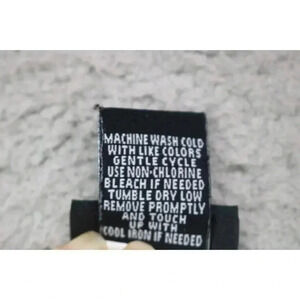 MACHINE WASH COLD
WITH LIKE COLORS
GENTLE CYCLE
USE NON-CHLORINE
BLEACH IF NEEDED
TUMBLE DRY LOW
REMOVE PROMPTLY
AND TOUCH
UP WITH
COOL IRON IF NEEDED